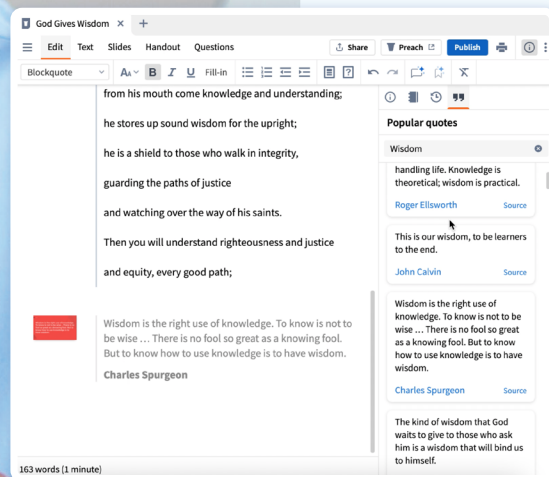 God Gives Wisdom
Edit Text Slides Handout Questions
Share Preach Publish
Blockquote
AA B I U Fill-in
from his mouth come knowledge and understanding;
he stores up sound wisdom for the upright;
he is a shield to those who walk in integrity,
guarding the paths of justice
and watching over the way of his saints.
Then you will understand righteousness and justice
and equity, every good path;
Wisdom is the right use of knowledge. To know is not to
be wise … There is no fool so great as a knowing fool.
But to know how to use knowledge is to have wisdom.
Charles Spurgeon
163 words (1 minute)
Popular quotes
Wisdom
handling life. Knowledge is
theoretical; wisdom is practical.
Roger Ellsworth Source
This is our wisdom, to be learners
to the end.
John Calvin Source
Wisdom is the right use of
knowledge. To know is not to be
wise … There is no fool so great
as a knowing fool. But to know
how to use knowledge is to have
wisdom.
Charles Spurgeon Source
The kind of wisdom that God
waits to give to those who ask
him is a wisdom that will bind us
to himself.